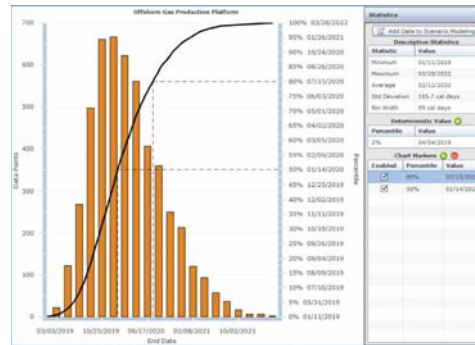 Offshore Gas Production Platform
700
600
500
400
300
200
100
0
Data Points
03/03/2019 10/25/2019 06/17/2020 02/08/2021 10/02/2021
End Date
100% 03/28/2022
95% 01/26/2021
90% 10/24/2020
85% 08/26/2020
80% 07/15/2020
75% 06/03/2020
70% 05/01/2020
65% 04/02/2020
60% 03/05/2020
55% 02/09/2020
50% 01/14/2020
45% 12/25/2019
40% 12/02/2019
35% 11/11/2019
30% 10/19/2019
25% 09/26/2019
20% 09/04/2019
15% 08/09/2019
10% 07/10/2019
5% 05/31/2019
0% 01/11/2019
Percentile
Statistics
Add Data to Scenario Modeling
Descriptive Statistics
Statistic Value
Minimum 01/11/2019
Maximum 03/28/2022
Average 02/12/2020
Std Deviation 185.7 cal days
Bin Width 59 cal days
Deterministic Value
Percentile Value
2% 04/04/2019
Chart Markers
Enabled Percentile Value
80% 07/15/202
50% 01/14/202